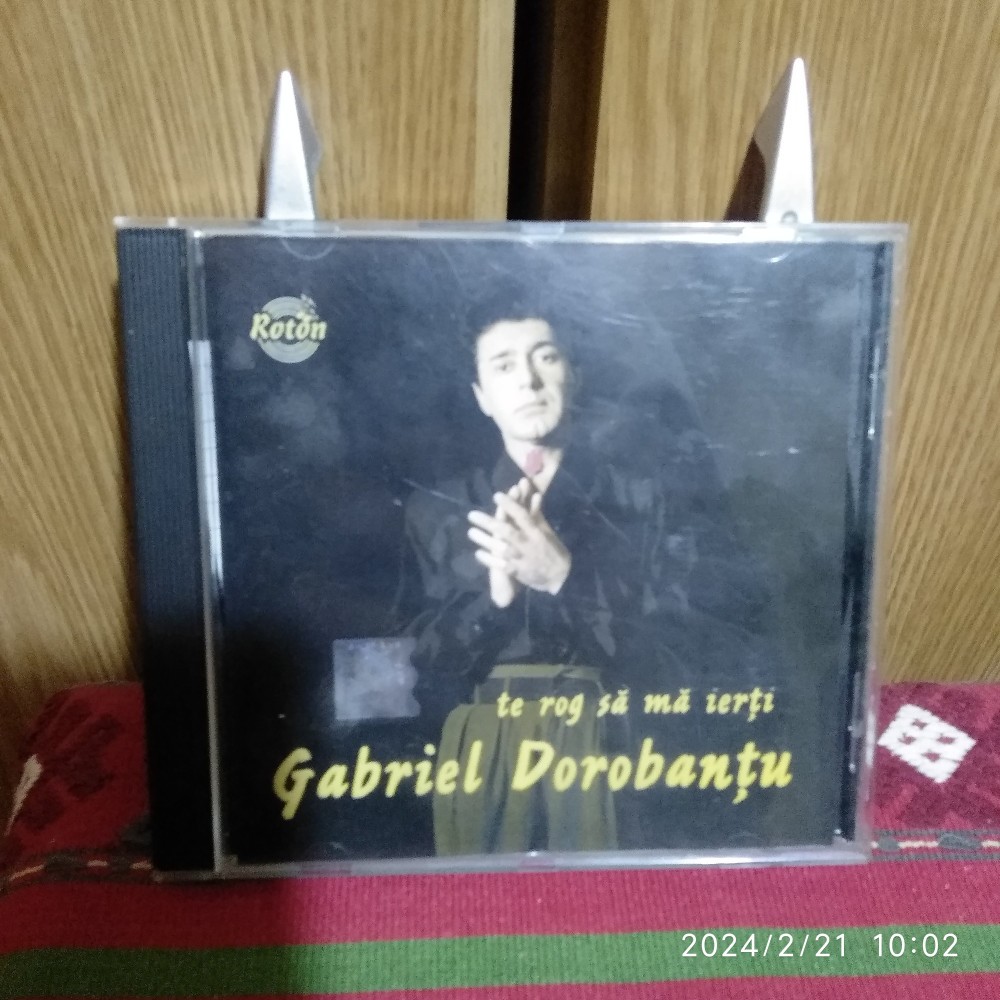 Roton
te rog să mă ierți
Gabriel Dorobanțu
2024/2/21 10:02